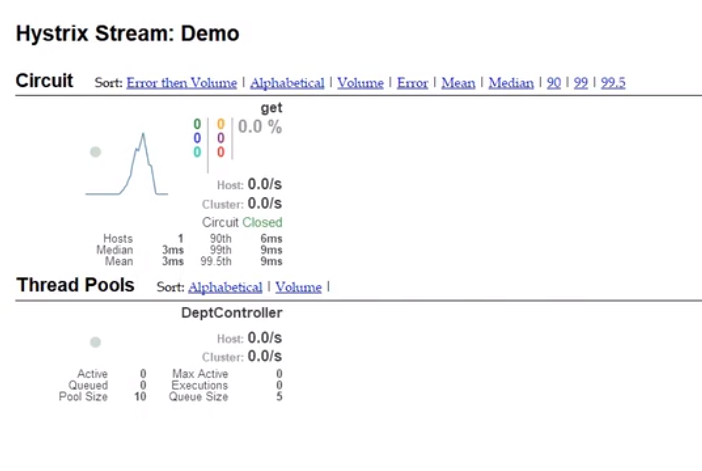 Hystrix Stream: Demo
Circuit Sort: Error then Volume | Alphabetical | Volume | Error | Mean | Median | 90 | 99 | 99.5
get
0 0 0.0 %
0 0
0 0
Host: 0.0/s
Cluster: 0.0/s
Circuit Closed
Hosts 1 90th 6ms
Median 3ms 99th 9ms
Mean 3ms 99.5th 9ms
Thread Pools Sort: Alphabetical | Volume |
DeptController
Host: 0.0/s
Cluster: 0.0/s
Active 0 Max Active 0
Queued 0 Executions 0
Pool Size 10 Queue Size 5